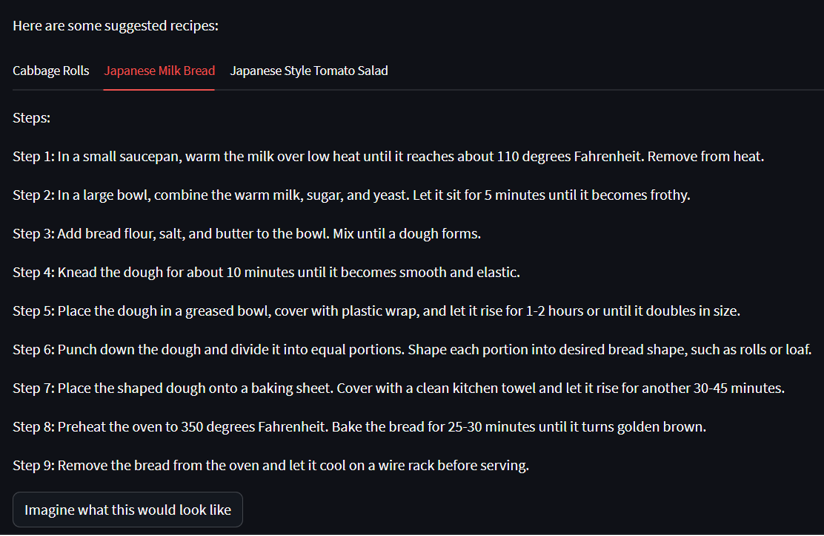 Here are some suggested recipes:
Cabbage Rolls Japanese Milk Bread Japanese Style Tomato Salad
Steps:
Step 1: In a small saucepan, warm the milk over low heat until it reaches about 110 degrees Fahrenheit. Remove from heat.
Step 2: In a large bowl, combine the warm milk, sugar, and yeast. Let it sit for 5 minutes until it becomes frothy.
Step 3: Add bread flour, salt, and butter to the bowl. Mix until a dough forms.
Step 4: Knead the dough for about 10 minutes until it becomes smooth and elastic.
Step 5: Place the dough in a greased bowl, cover with plastic wrap, and let it rise for 1-2 hours or until it doubles in size.
Step 6: Punch down the dough and divide it into equal portions. Shape each portion into desired bread shape, such as rolls or loaf.
Step 7: Place the shaped dough onto a baking sheet. Cover with a clean kitchen towel and let it rise for another 30-45 minutes.
Step 8: Preheat the oven to 350 degrees Fahrenheit. Bake the bread for 25-30 minutes until it turns golden brown.
Step 9: Remove the bread from the oven and let it cool on a wire rack before serving.
Imagine what this would look like